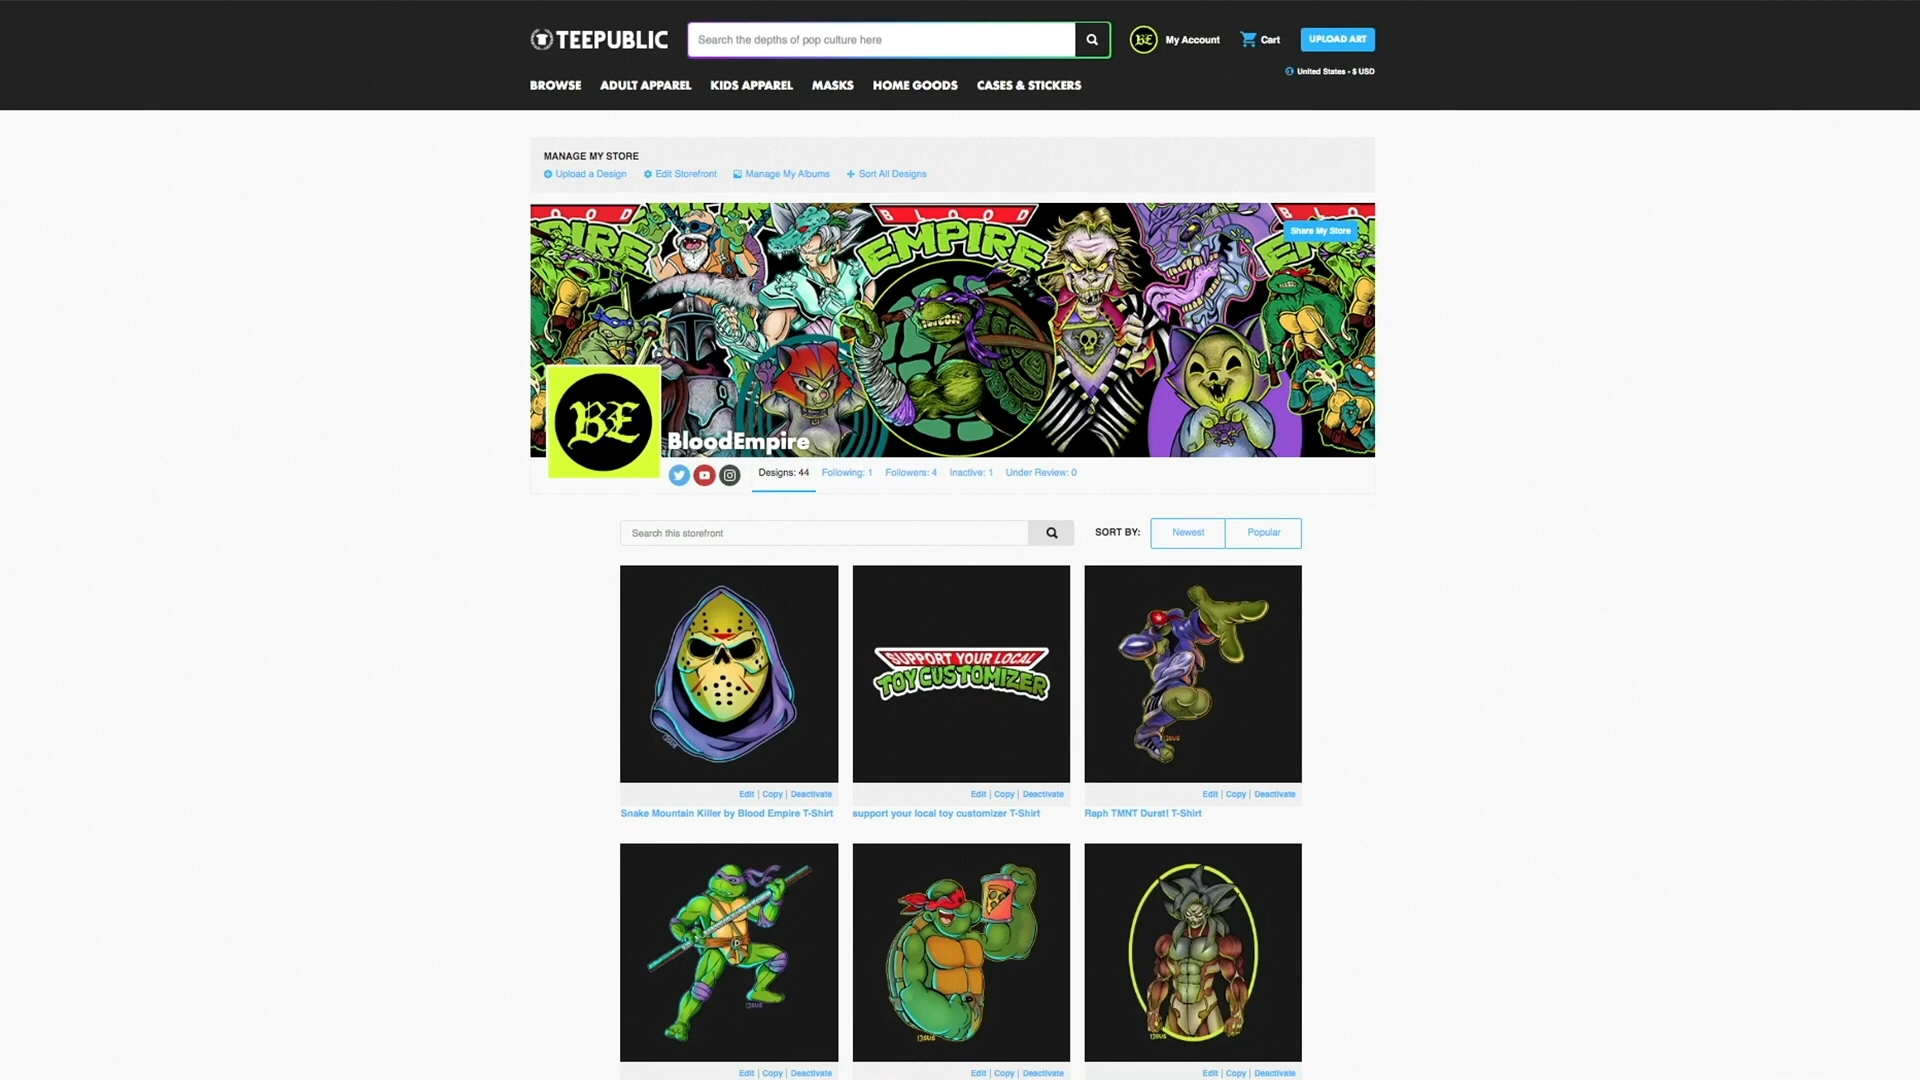 TEEPUBLIC
Search the depths of pop culture here
BE
My Account
Cart
UPLOAD ART
United States - $ USD
BROWSE
ADULT APPAREL
KIDS APPAREL
MASKS
HOME GOODS
CASES & STICKERS
MANAGE MY STORE
Upload a Design
Edit Storefront
Manage My Albums
Sort All Designs
BLOOD
EMPIRE
Share My Store
BE
BloodEmpire
Designs: 44
Following: 1
Followers: 4
Inactive: 1
Under Review: 0
Search this storefront
SORT BY:
Newest
Popular
SUPPORT YOUR LOCAL
TOY CUSTOMIZER
Edit | Copy | Deactivate
Edit | Copy | Deactivate
Edit | Copy | Deactivate
Snake Mountain Killer by Blood Empire T-Shirt
support your local toy customizer T-Shirt
Raph TMNT Durst! T-Shirt
Edit | Copy | Deactivate
Edit | Copy | Deactivate
Edit | Copy | Deactivate